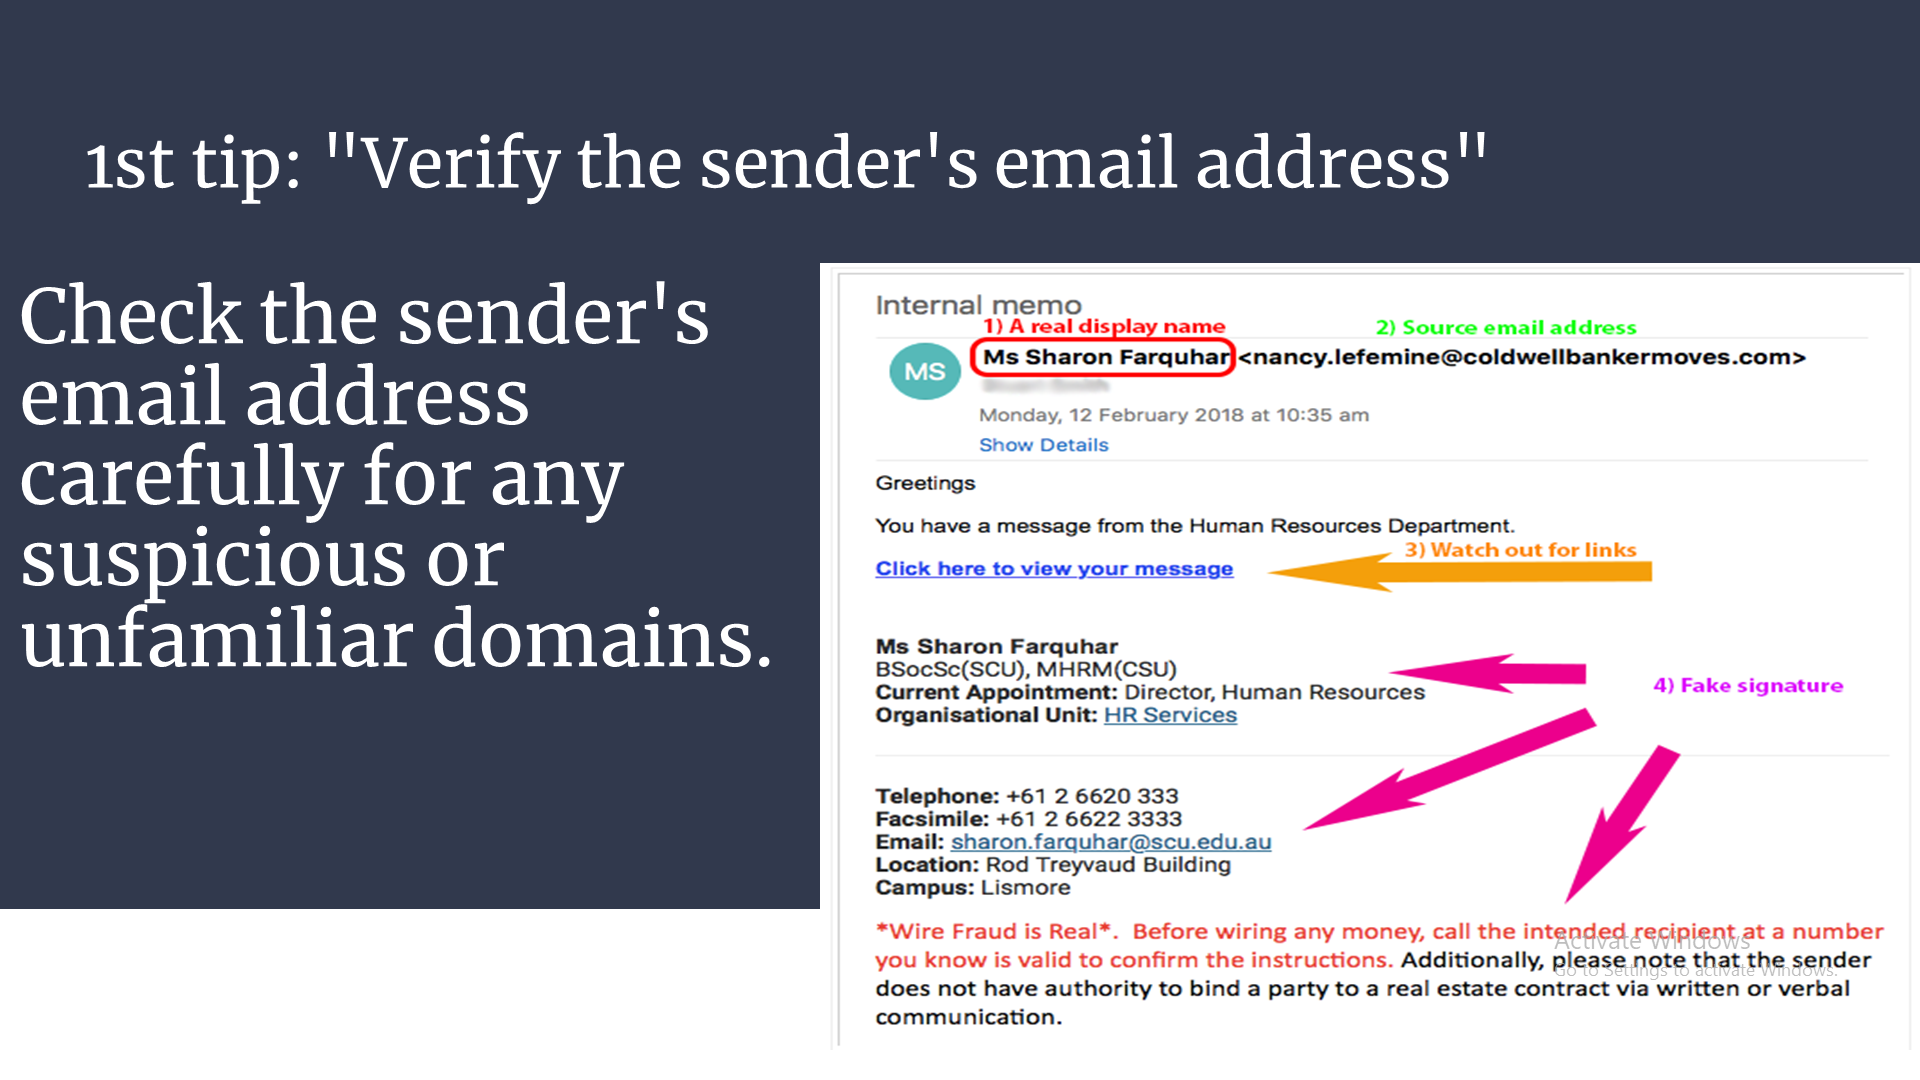 1st tip: "Verify the sender's email address"
Check the sender's
email address
carefully for any
suspicious or
unfamiliar domains.
Internal memo
1) A real display name
2) Source email address
MS
Ms Sharon Farquhar <nancy.lefemine@coldwellbankermoves.com>
Monday, 12 February 2018 at 10:35 am
Show Details
Greetings
You have a message from the Human Resources Department.
3) Watch out for links
Click here to view your message
Ms Sharon Farquhar
BSocSc(SCU), MHRM(CSU)
4) Fake signature
Current Appointment: Director, Human Resources
Organisational Unit: HR Services
Telephone: +61 2 6620 333
Facsimile: +61 2 6622 3333
Email: sharon.farquhar@scu.edu.au
Location: Rod Treyvaud Building
Campus: Lismore
*Wire Fraud is Real*.  Before wiring any money, call the intended recipient at a number
you know is valid to confirm the instructions. Additionally, please note that the sender
does not have authority to bind a party to a real estate contract via written or verbal
communication.
Activate Windows
Go to Settings to activate Windows.